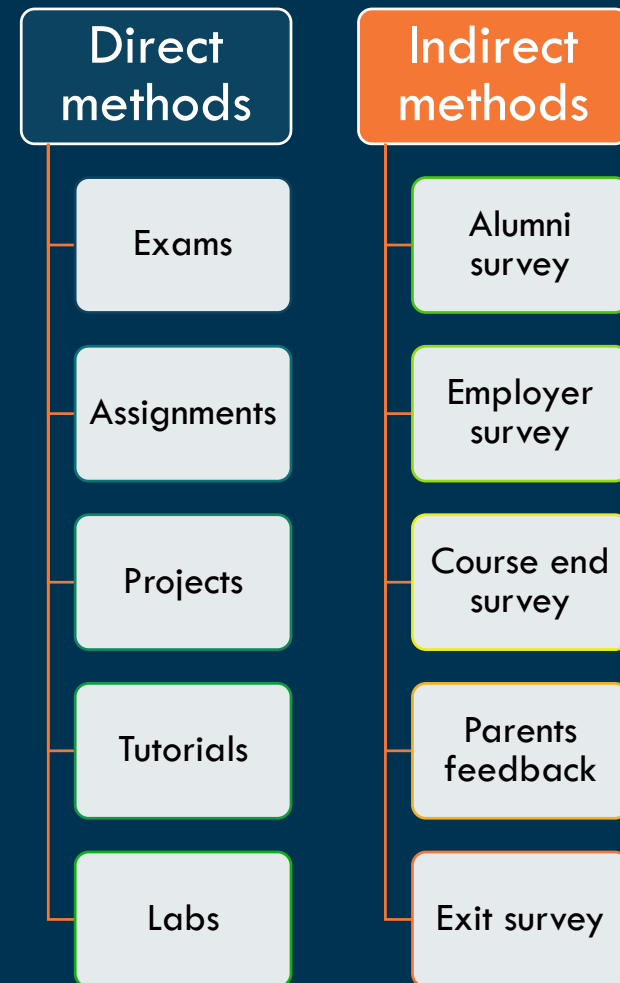 Direct
methods
Exams
Assignments
Projects
Tutorials
Labs
Indirect
methods
Alumni
survey
Employer
survey
Course end
survey
Parents
feedback
Exit survey